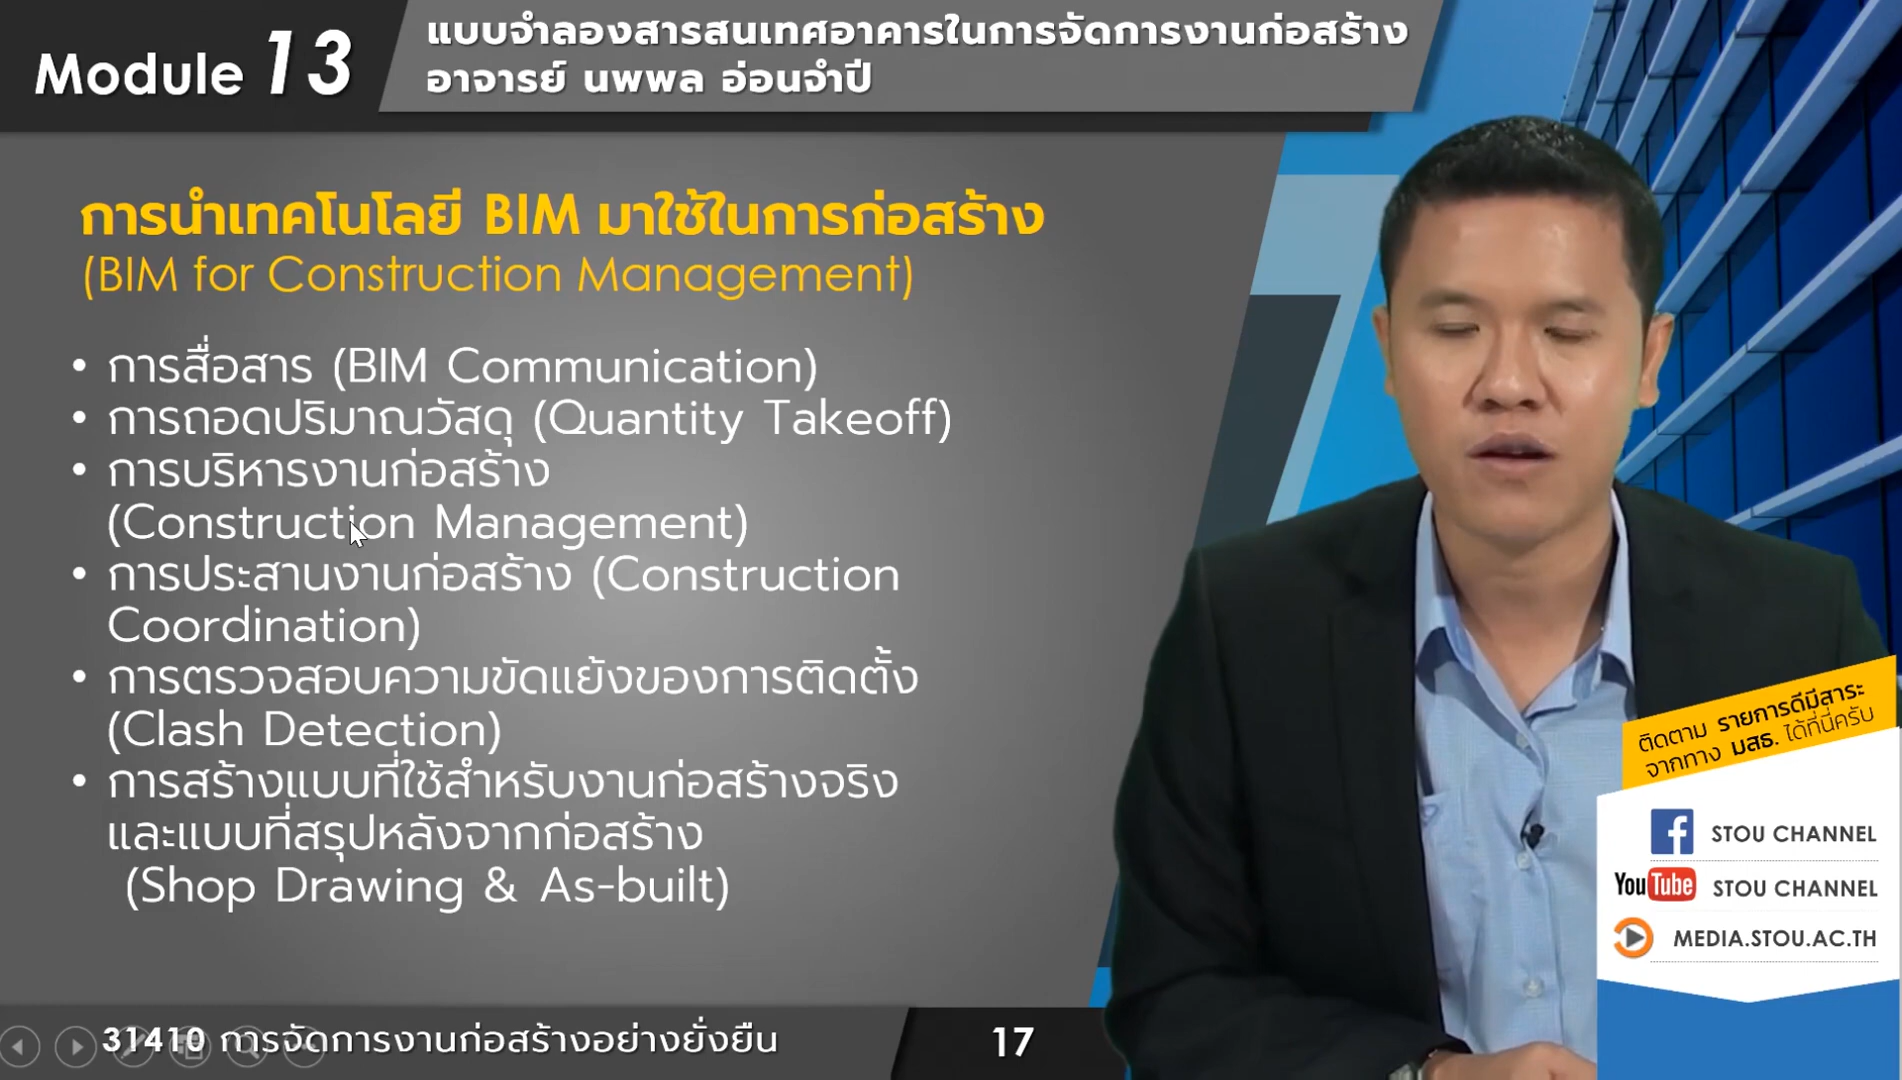 Module 13
แบบจำลองสารสนเทศอาคารในการจัดการงานก่อสร้าง
อาจารย์ นพพล อ่อนจำปี
การนำเทคโนโลยี BIM มาใช้ในการก่อสร้าง
(BIM for Construction Management)
• การสื่อสาร (BIM Communication)
• การถอดปริมาณวัสดุ (Quantity Takeoff)
• การบริหารงานก่อสร้าง
(Construction Management)
• การประสานงานก่อสร้าง (Construction
Coordination)
• การตรวจสอบความขัดแย้งของการติดตั้ง
(Clash Detection)
• การสร้างแบบที่ใช้สำหรับงานก่อสร้างจริง
และแบบที่สรุปหลังจากก่อสร้าง
(Shop Drawing & As-built)
ติดตาม รายการดีมีสาระ
จากทาง มสธ. ได้ที่นี่ครับ
f STOU CHANNEL
YouTube STOU CHANNEL
MEDIA.STOU.AC.TH
31410 การจัดการงานก่อสร้างอย่างยั่งยืน
17